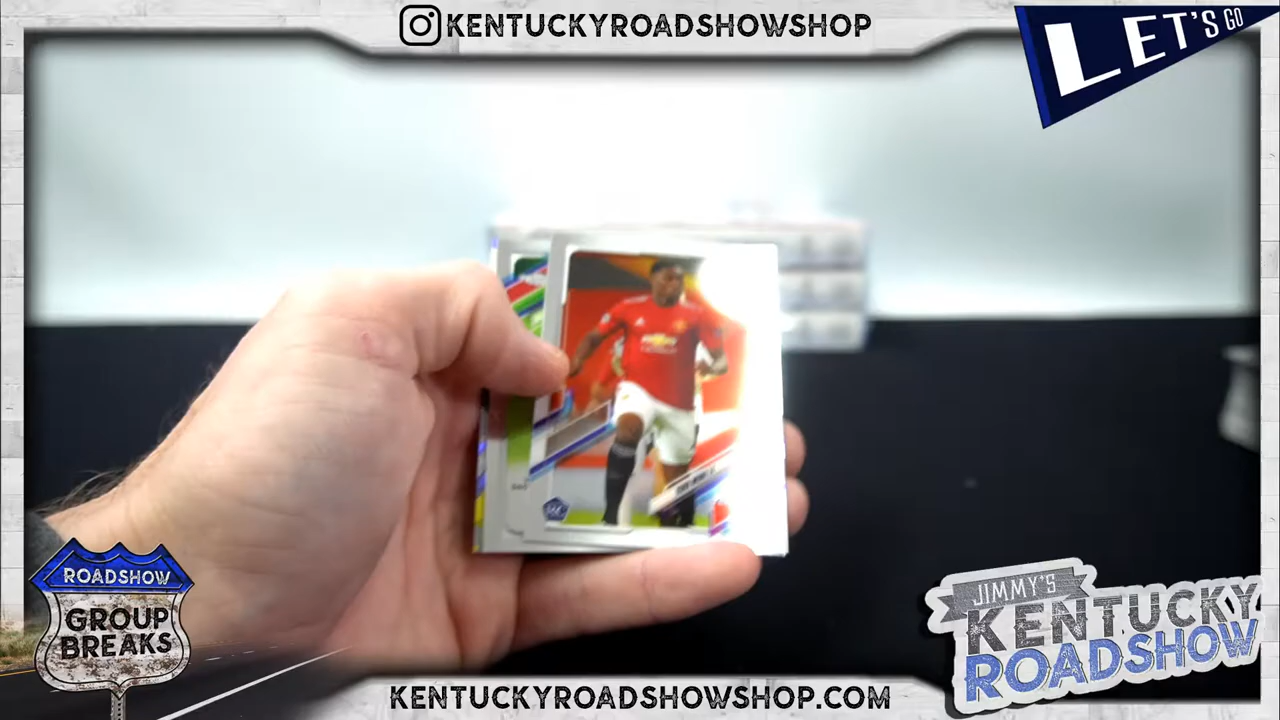 KENTUCKYROADSHOWSHOP
LET'S GO
ROADSHOW
GROUP
BREAKS
JIMMY'S
KENTUCKY
ROADSHOW
KENTUCKYROADSHOWSHOP.COM